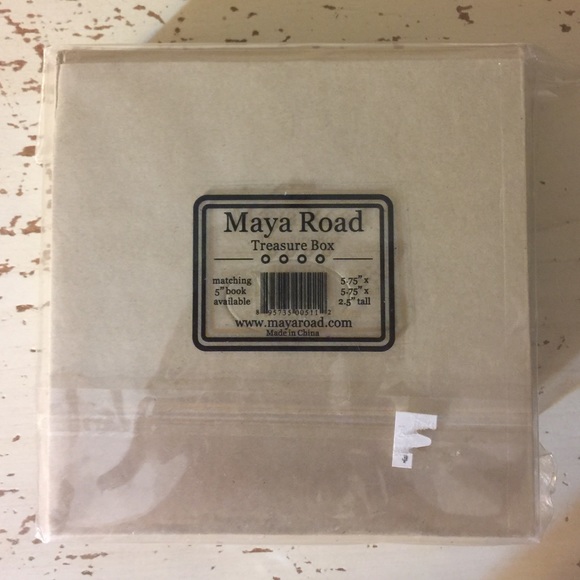 Maya Road
Treasure Box
matching
5" book
available
5.75" x
5.75" x
2.5" tall
www.mayaroad.com
Made in China